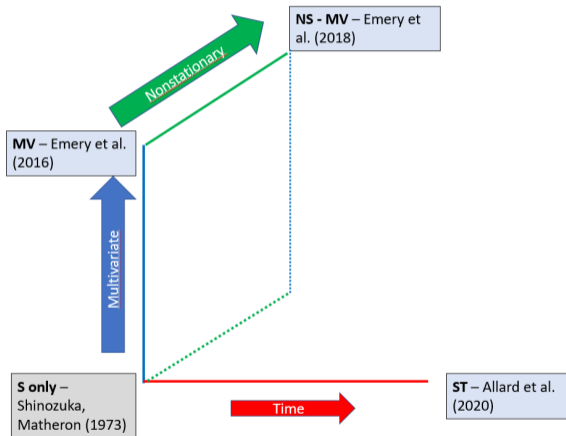 NS - MV – Emery et
al. (2018)
Nonstationary
MV – Emery et al.
(2016)
Multivariate
S only –
Shinozuka,
Matheron (1973)
Time
ST – Allard et al.
(2020)